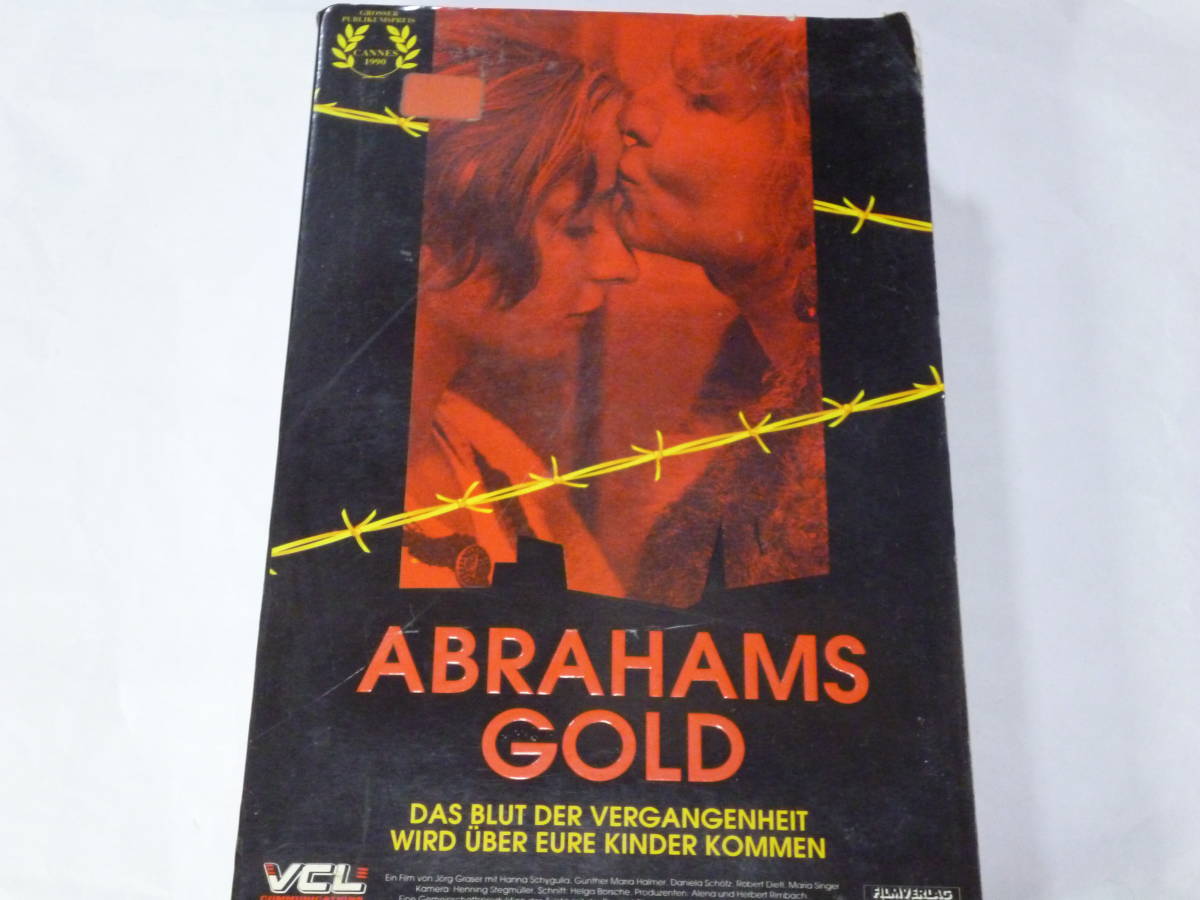 GROSSER
PUBLIKUMSPREIS
CANNES
1990
ABRAHAMS
GOLD
DAS BLUT DER VERGANGENHEIT
WIRD ÜBER EURE KINDER KOMMEN
VCL
COMMUNICATIONS
Ein Film von Jörg Graser mit Hanna Schygulla, Günther Maria Halmer, Daniela Schötz, Robert Dietl, Maria Singer
Kamera: Henning Stegmüller, Schnitt: Helga Borsche, Produzenten: Alena und Herbert Rimbach,
FILMVERLAG